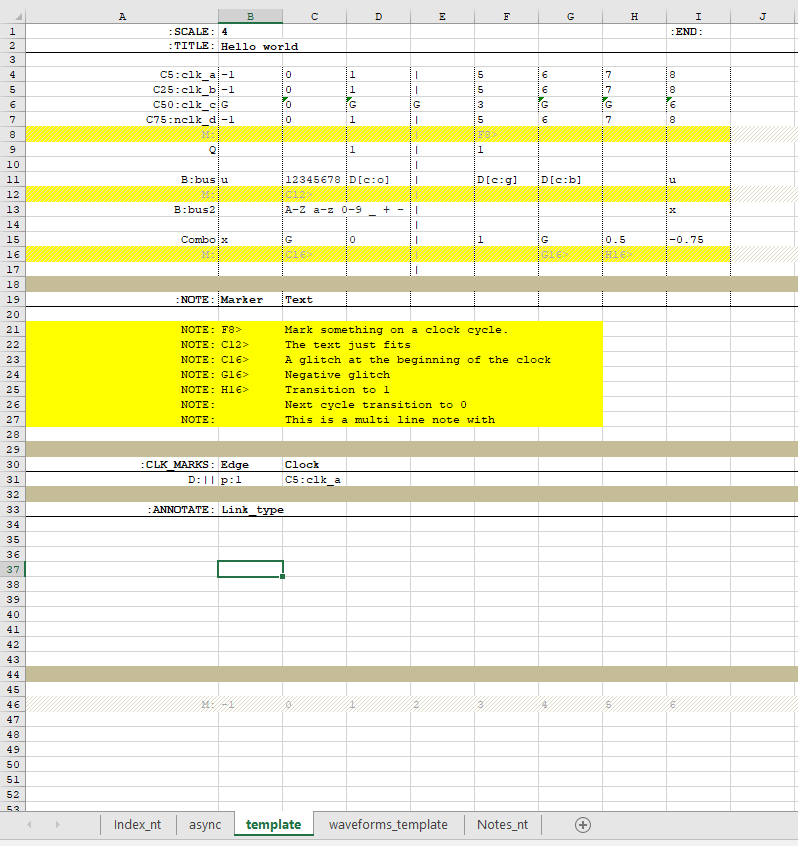 A B C D E F G H I J
1 :SCALE: 4 :END:
2 :TITLE: Hello world
3
4 C5:clk_a -1 0 1 | 5 6 7 8
5 C25:clk_b -1 0 1 | 5 6 7 8
6 C50:clk_c G 0 G G 3 G G 6
7 C75:nclk_d -1 0 1 | 5 6 7 8
8 M: | F8>
9 Q 1 | 1
10 |
11 B:bus u 12345678 D[c:o] | D[c:g] D[c:b] u
12 M: C12> |
13 B:bus2 A-Z a-z 0-9 _ + - | x
14 |
15 Combo x G 0 | 1 G 0.5 -0.75
16 M: C16> | G16> H16>
17 |
18
19 :NOTE: Marker Text
20
21 NOTE: F8> Mark something on a clock cycle.
22 NOTE: C12> The text just fits
23 NOTE: C16> A glitch at the beginning of the clock
24 NOTE: G16> Negative glitch
25 NOTE: H16> Transition to 1
26 NOTE: Next cycle transition to 0
27 NOTE: This is a multi line note with
28
29
30 :CLK_MARKS: Edge Clock
31 D:|| p:1 C5:clk_a
32
33 :ANNOTATE: Link_type
34
35
36
37
38
39
40
41
42
43
44
45
46 M: -1 0 1 2 3 4 5 6
47
48
49
50
51
52
53
Index_nt async template waveforms_template Notes_nt